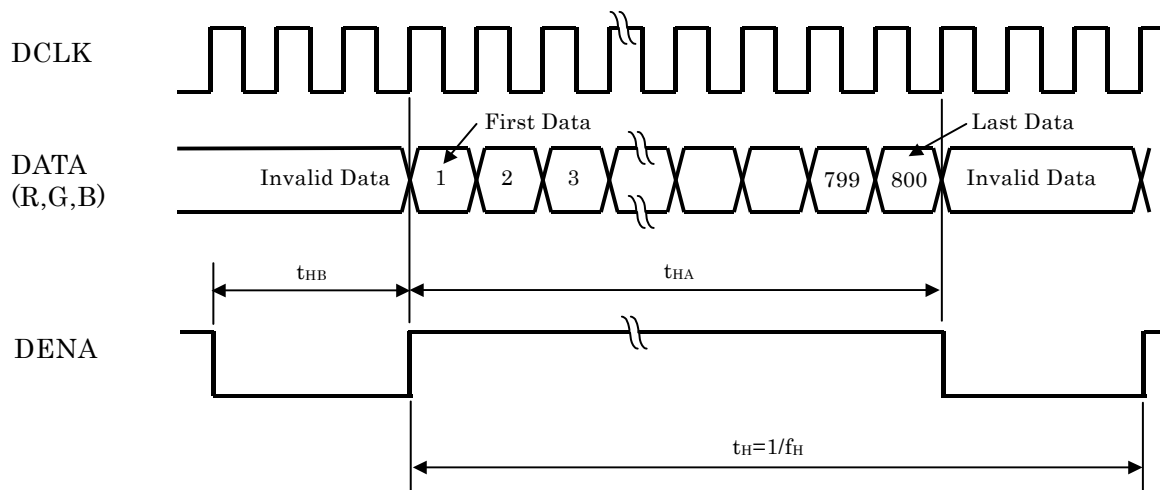 DCLK
First Data
Last Data
DATA
(R,G,B)
Invalid Data
1
2
3
799
800
Invalid Data
tHB
tHA
DENA
tH=1/fH